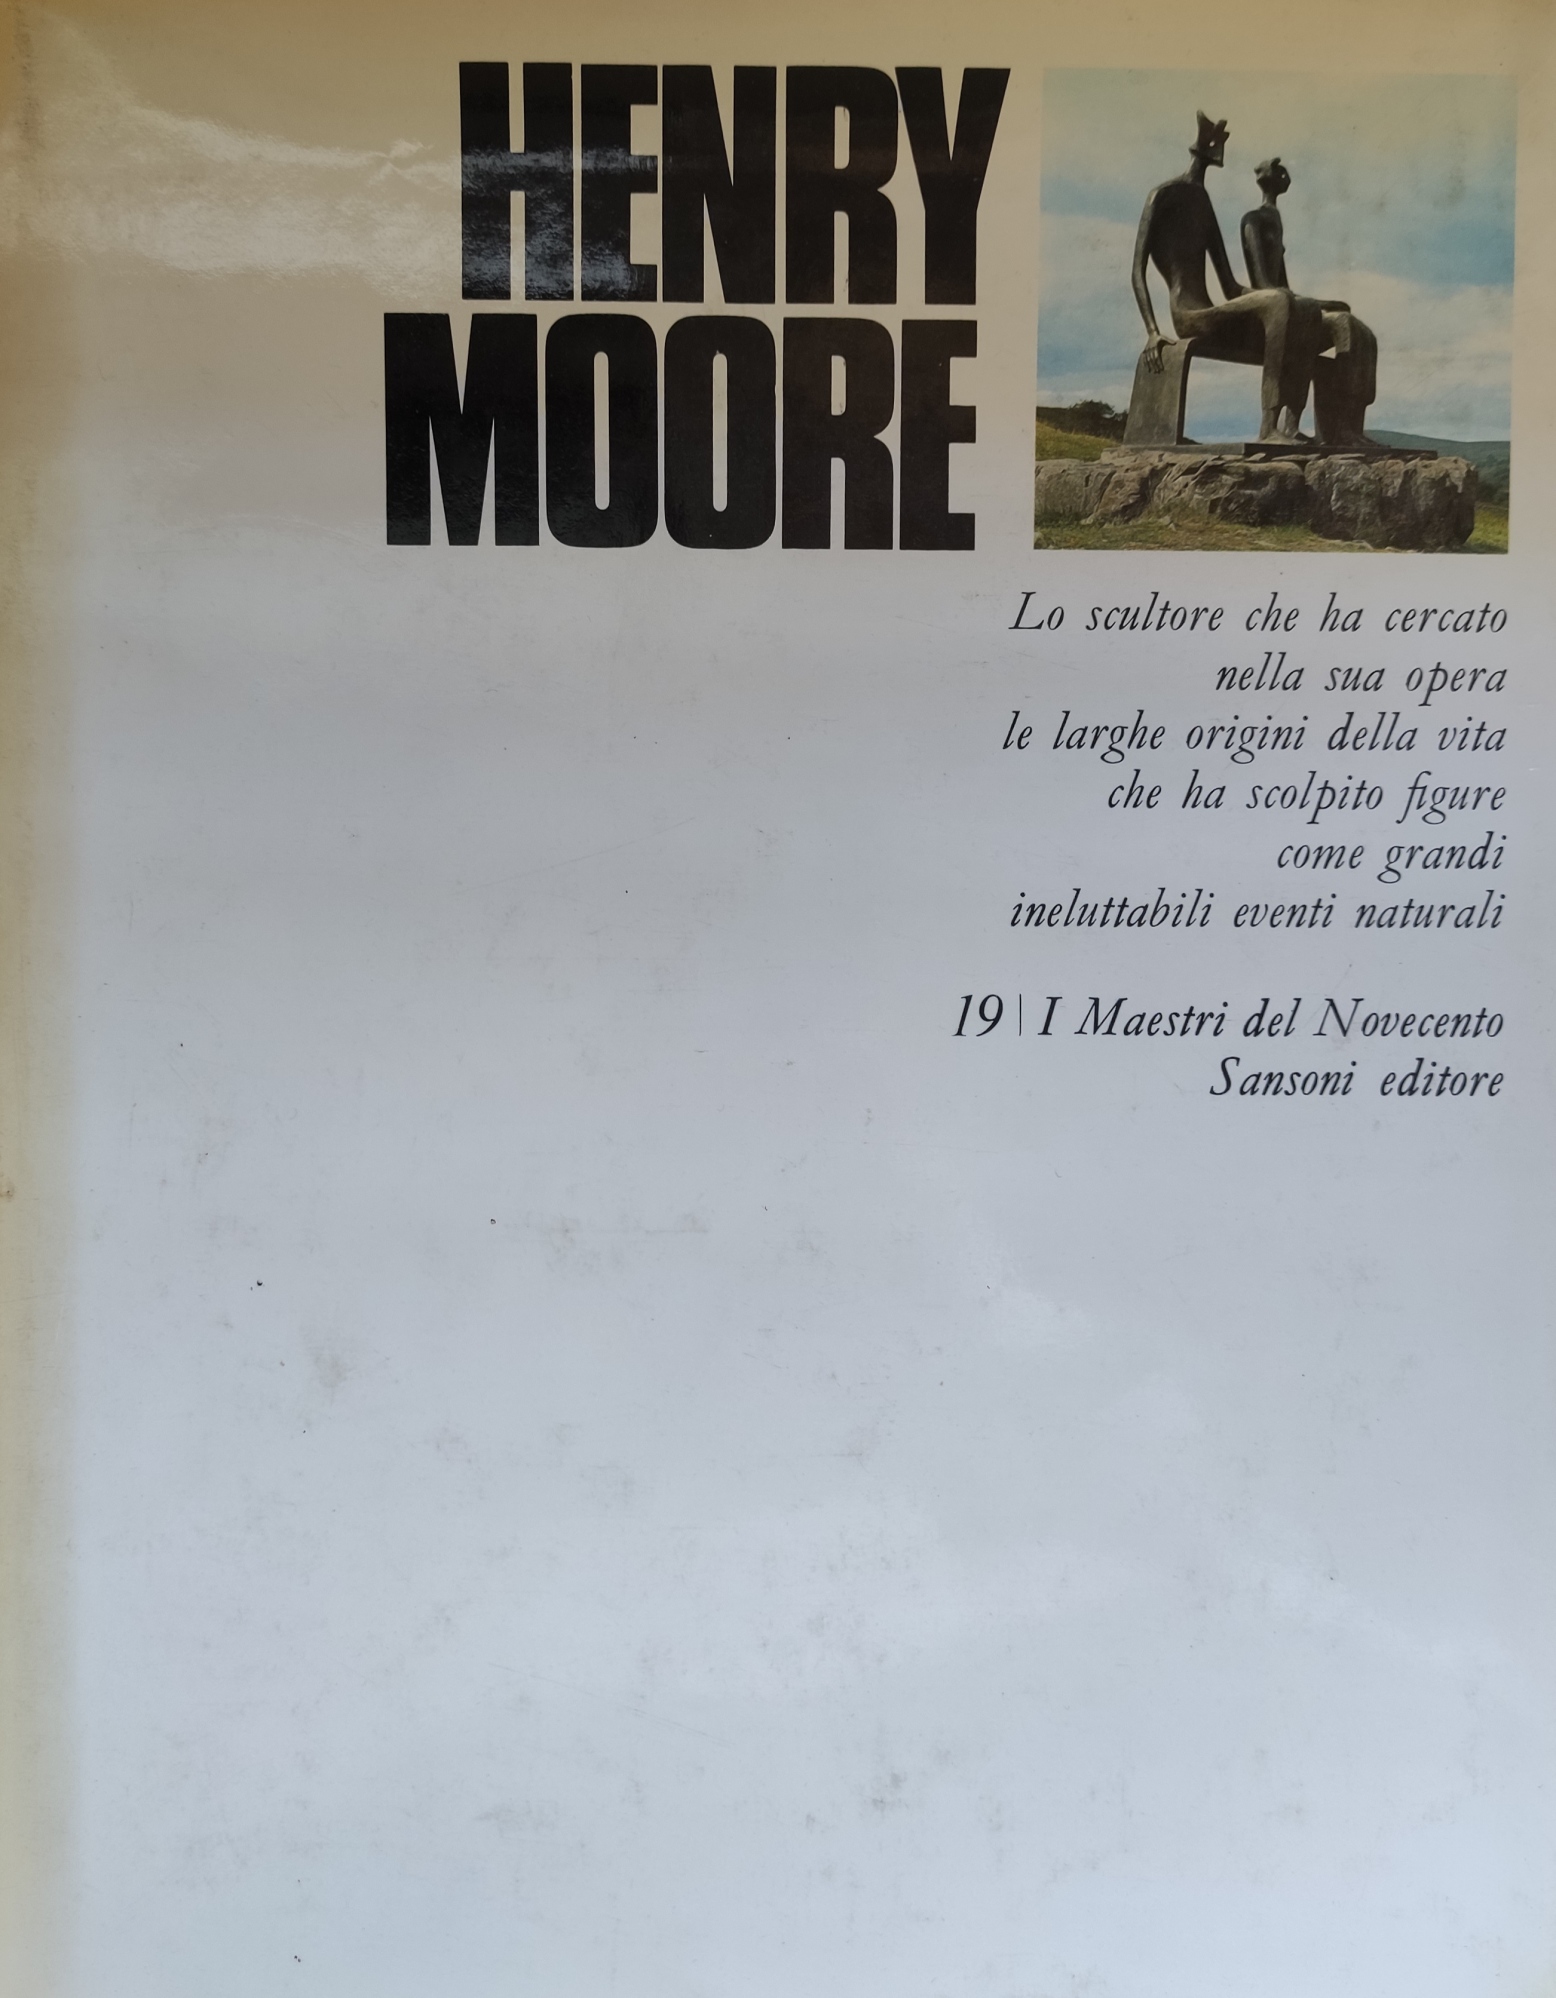 HENRY
MOORE
Lo scultore che ha cercato
nella sua opera
le larghe origini della vita
che ha scolpito figure
come grandi
ineluttabili eventi naturali
19 | I Maestri del Novecento
Sansoni editore